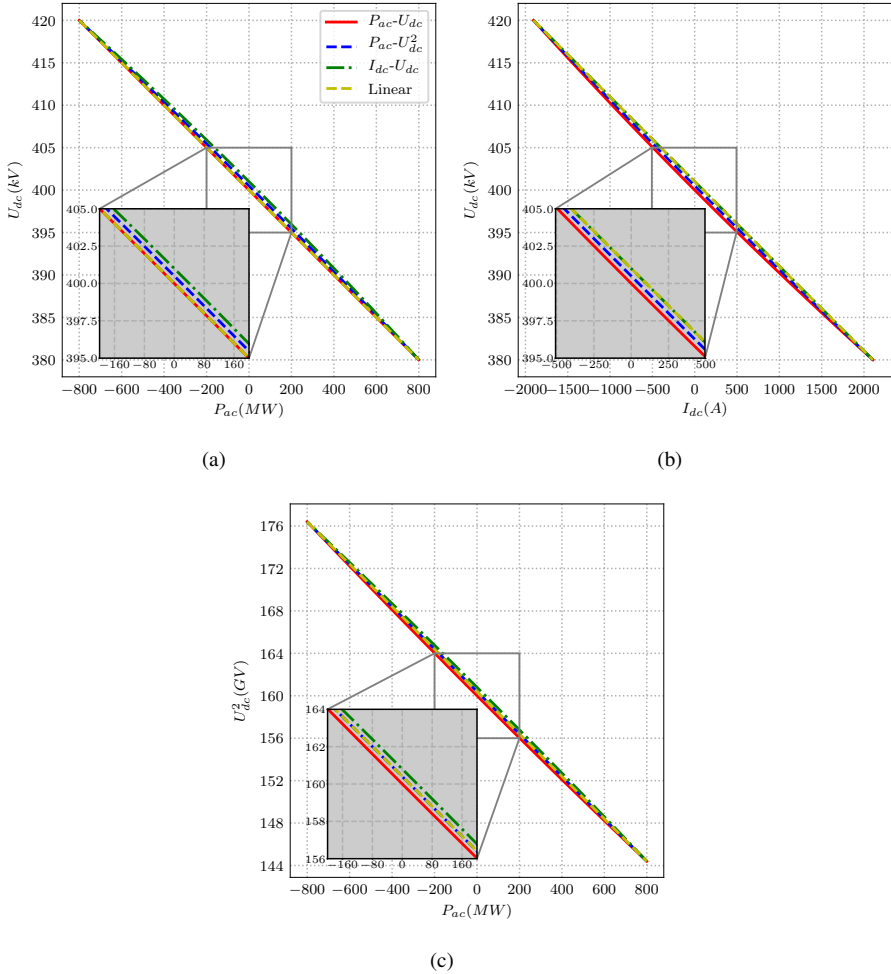 420
415
410
405
400
395
390
385
380
U_dc(kV)
P_ac-U_dc
P_ac-U²_dc
I_dc-U_dc
Linear
405.0
402.5
400.0
397.5
395.0
−160 −80 0 80 160
−800 −600 −400 −200 0 200 400 600 800
P_ac(MW)
(a)
420
415
410
405
400
395
390
385
380
U_dc(kV)
405.0
402.5
400.0
397.5
395.0
−500 −250 0 250 500
−2000 −1500 −1000 −500 0 500 1000 1500 2000
I_dc(A)
(b)
176
172
168
164
160
156
152
148
144
U²_dc(GV)
164
162
160
158
156
−160 −80 0 80 160
−800 −600 −400 −200 0 200 400 600 800
P_ac(MW)
(c)